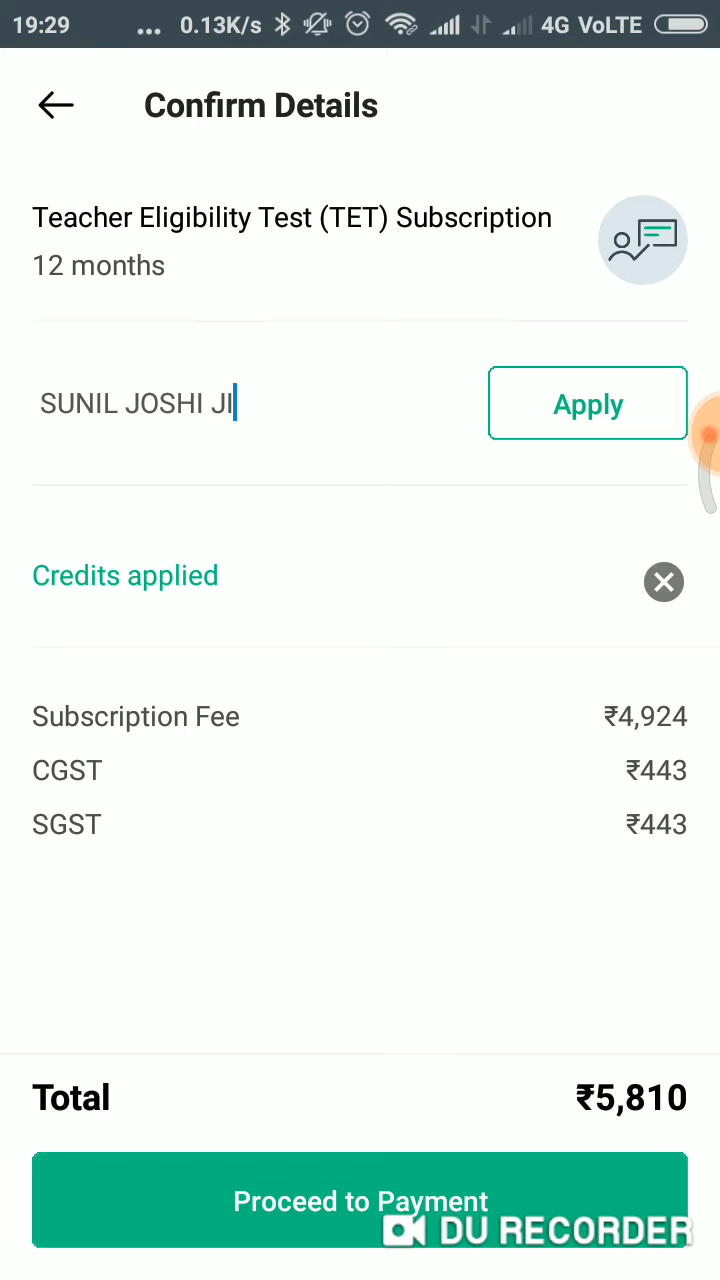 19:29 ... 0.13K/s 4G VoLTE
Confirm Details
Teacher Eligibility Test (TET) Subscription
12 months
SUNIL JOSHI JI
Apply
Credits applied
Subscription Fee ₹4,924
CGST ₹443
SGST ₹443
Total ₹5,810
Proceed to Payment
DU RECORDER